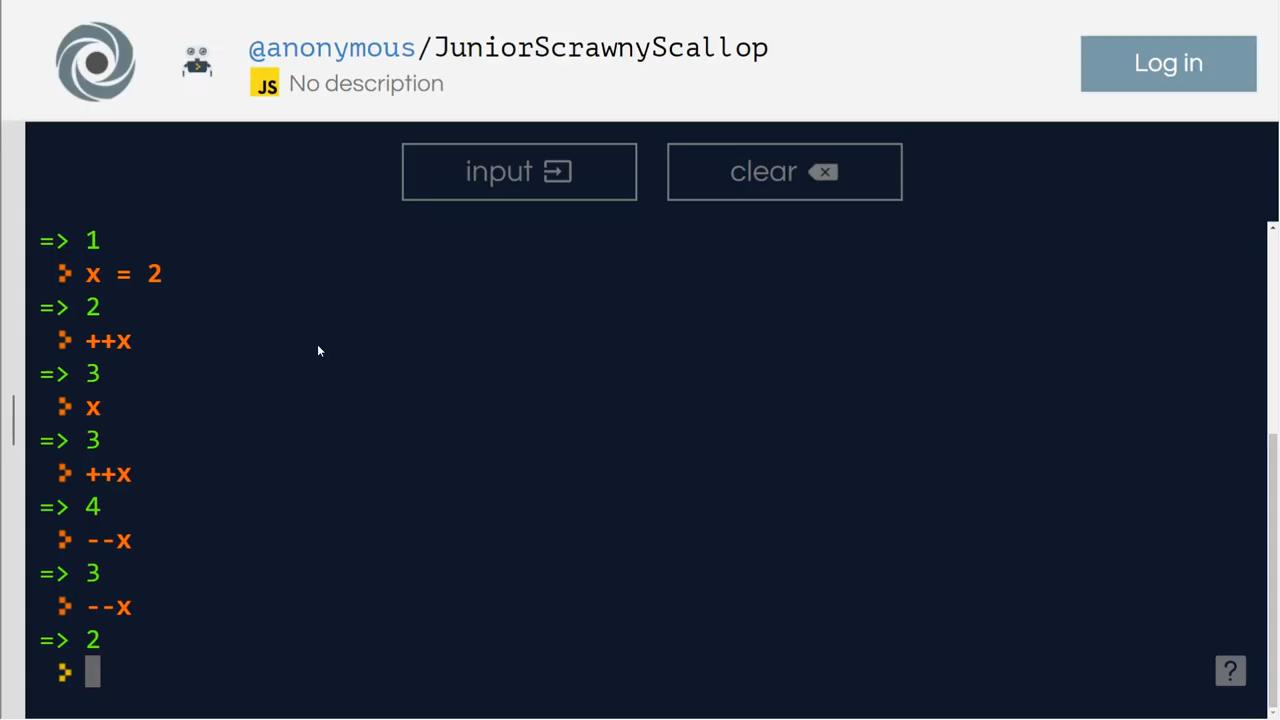 @anonymous/JuniorScrawnyScallop
Log in
JS No description
input clear
=> 1
x = 2
=> 2
++x
=> 3
x
=> 3
++x
=> 4
--x
=> 3
--x
=> 2
?